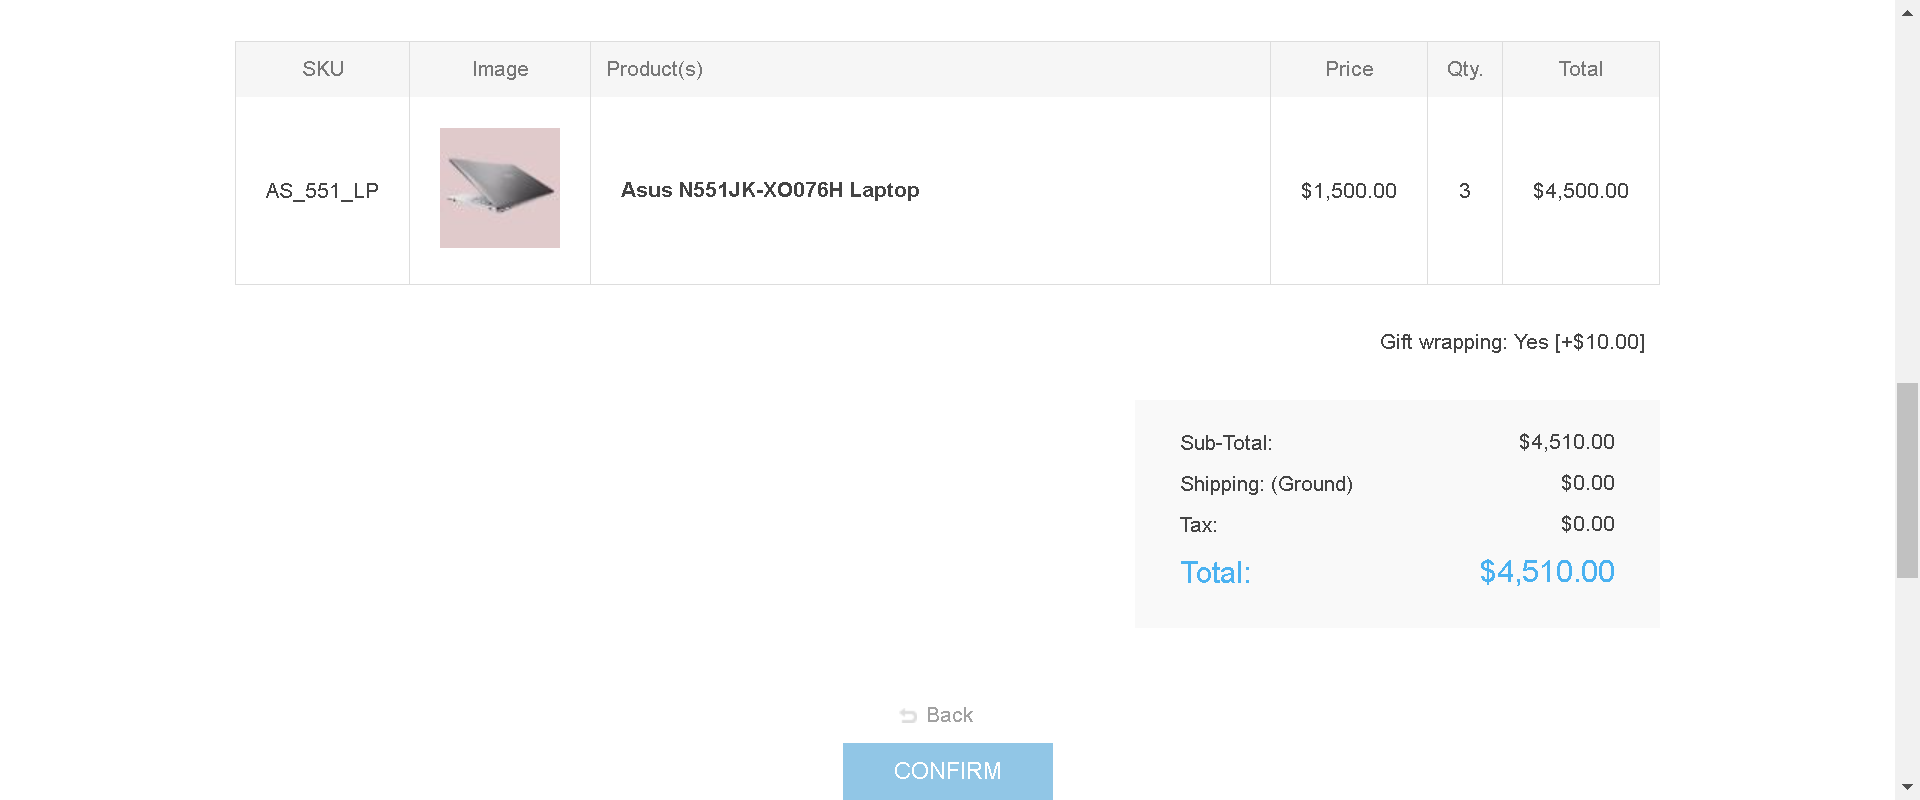 SKU Image Product(s) Price Qty. Total
AS_551_LP Asus N551JK-XO076H Laptop $1,500.00 3 $4,500.00
Gift wrapping: Yes [+$10.00]
Sub-Total: $4,510.00
Shipping: (Ground) $0.00
Tax: $0.00
Total: $4,510.00
Back
CONFIRM